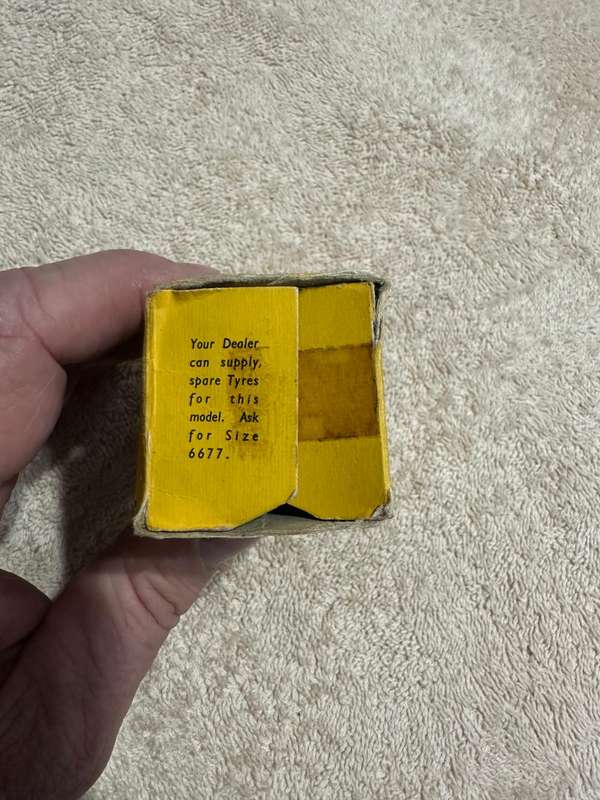 Your Dealer
can supply,
spare Tyres
for this
model. Ask
for Size
6677.